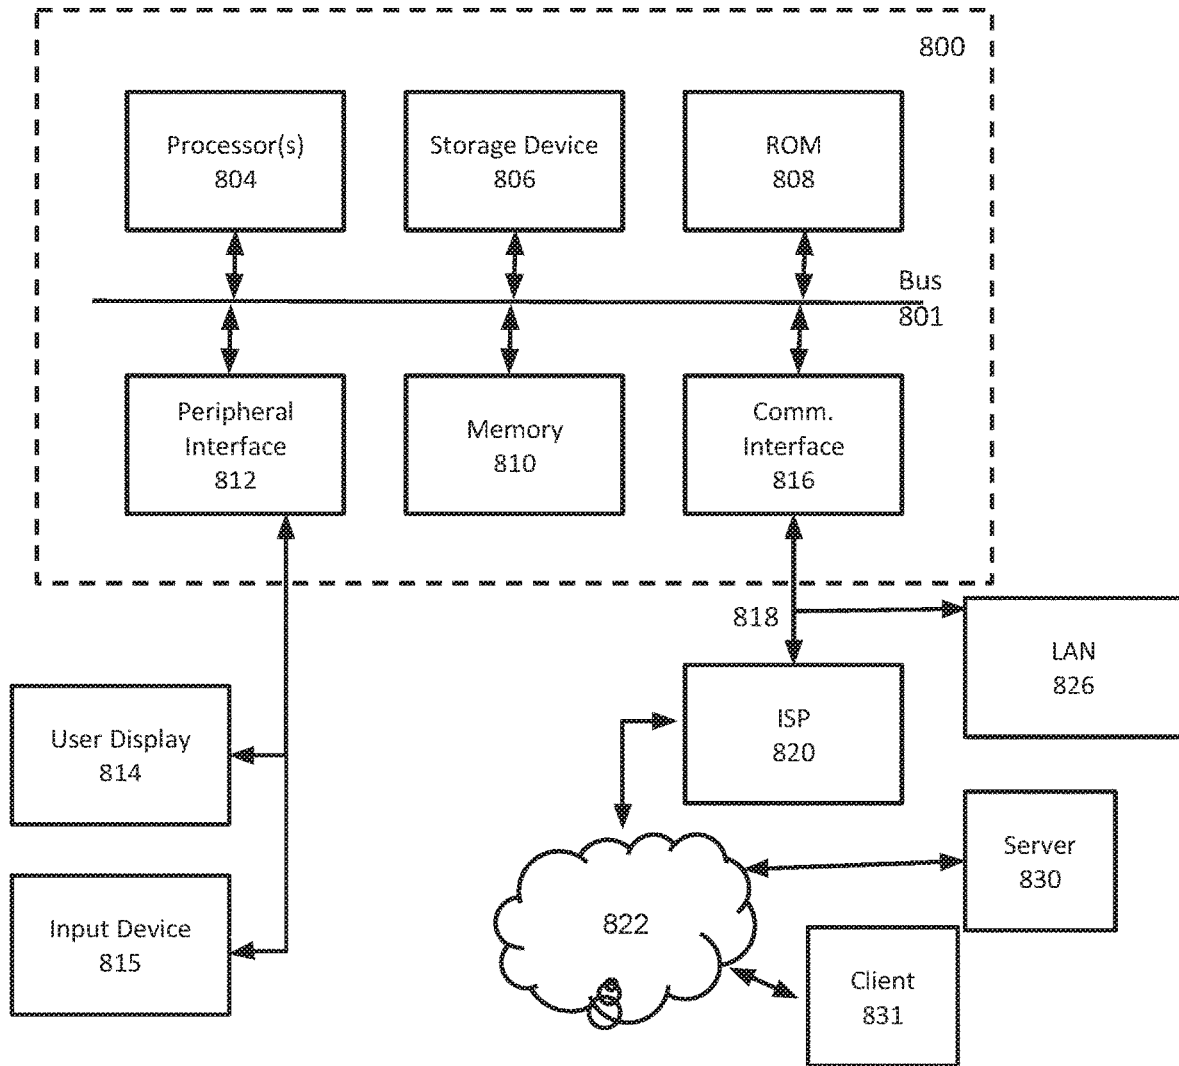 800
Processor(s)
804
Storage Device
806
ROM
808
Bus
801
Peripheral
Interface
812
Memory
810
Comm.
Interface
816
818
LAN
826
ISP
820
User Display
814
Server
830
822
Input Device
815
Client
831